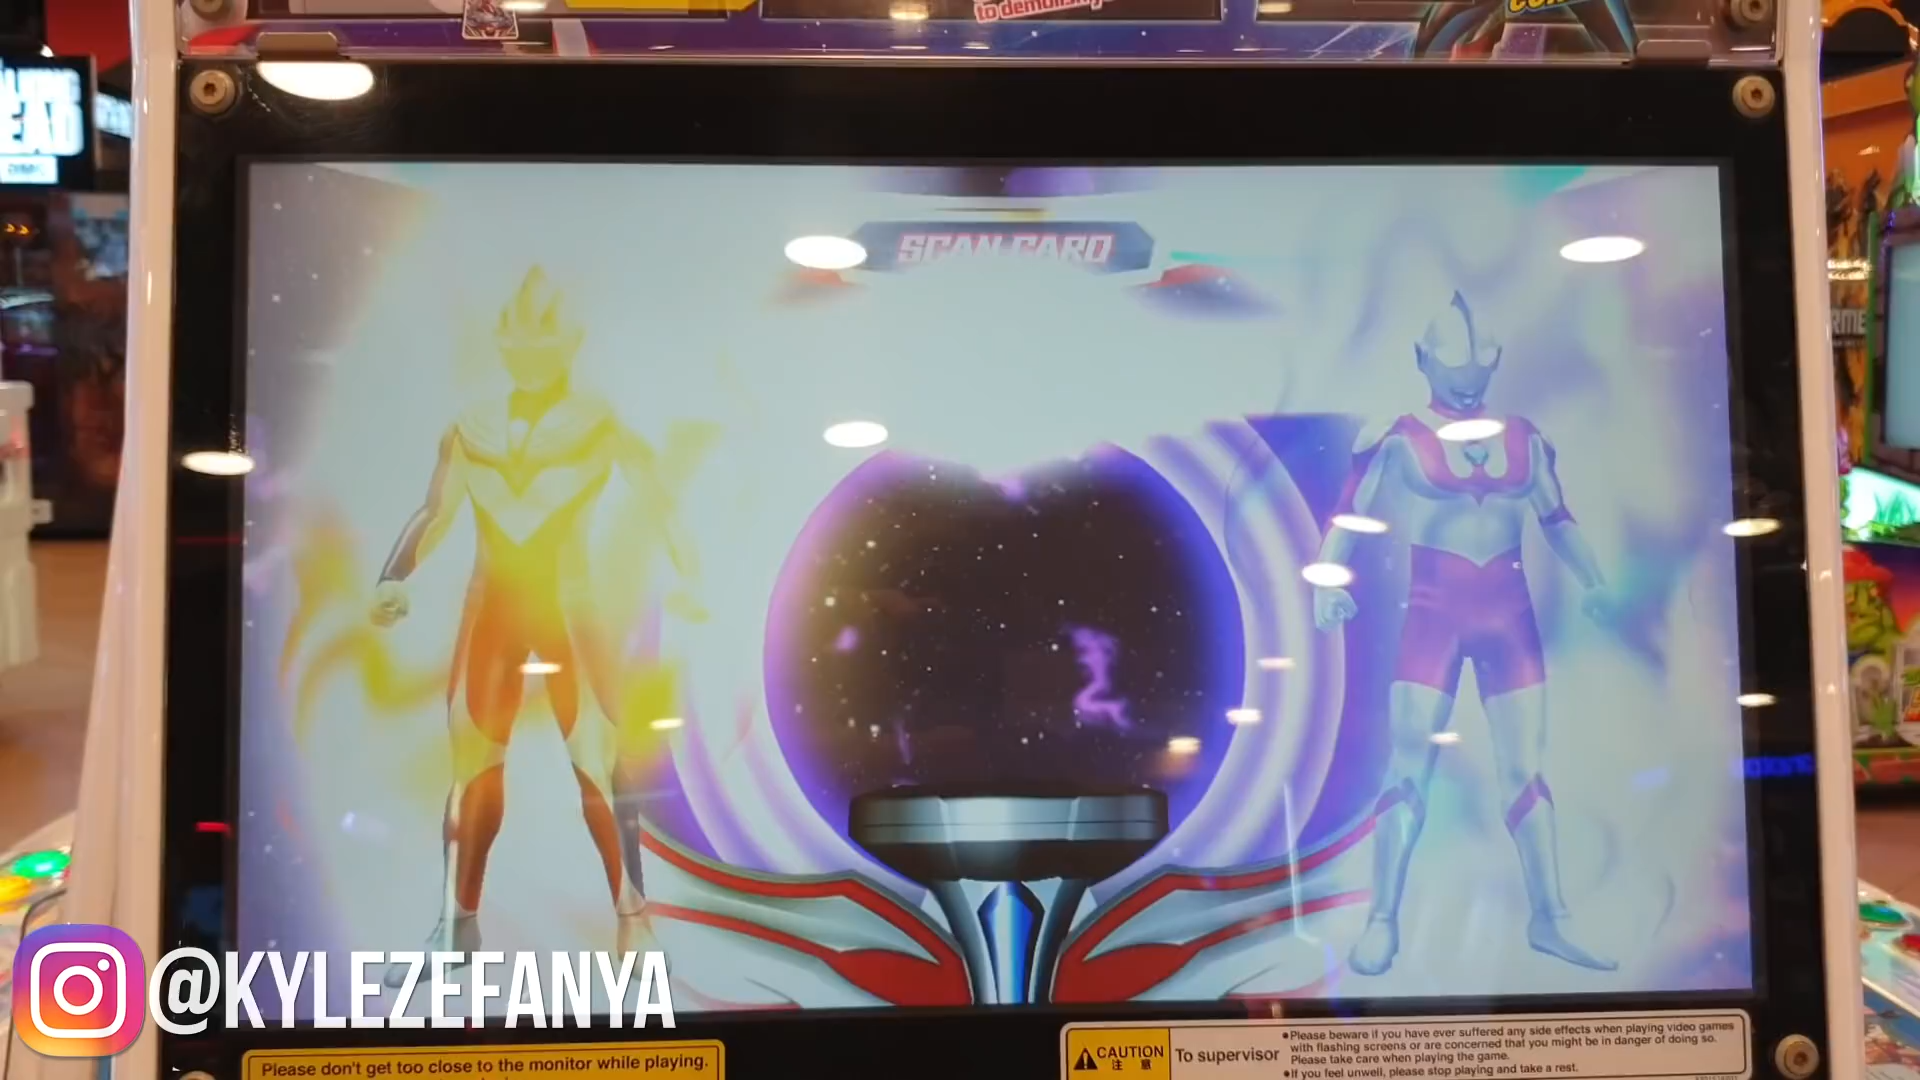 to demolish
EAD
SCAN CARD
@KYLEZEFANYA
Please don't get too close to the monitor while playing.
CAUTION
注 意
To supervisor
●Please beware if you have ever suffered any side effects when playing video games
with flashing screens or are concerned that you might be in danger of doing so.
Please take care when playing the game.
●If you feel unwell, please stop playing and take a rest.